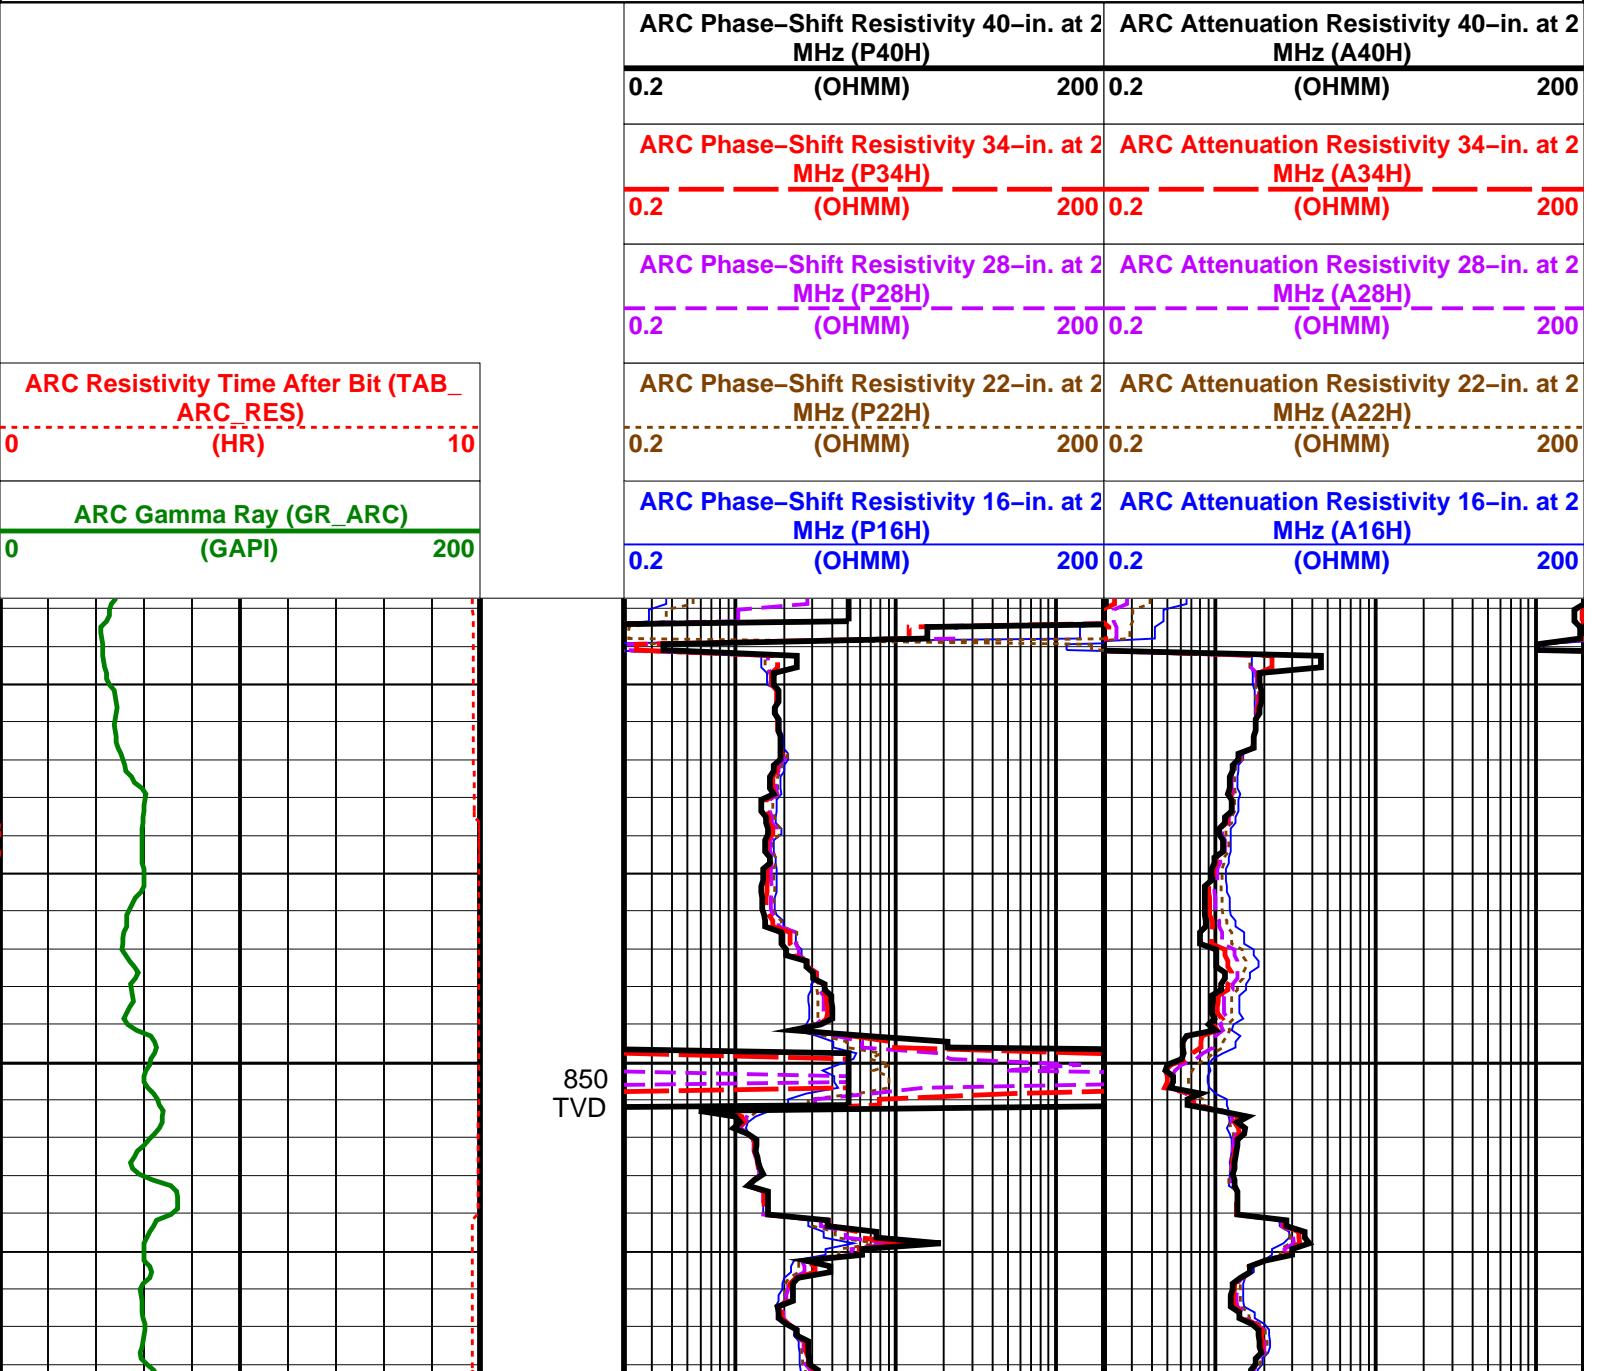 ARC Phase–Shift Resistivity 40–in. at 2
MHz (P40H)
0.2 (OHMM) 200
ARC Attenuation Resistivity 40–in. at 2
MHz (A40H)
0.2 (OHMM) 200
ARC Phase–Shift Resistivity 34–in. at 2
MHz (P34H)
0.2 (OHMM) 200
ARC Attenuation Resistivity 34–in. at 2
MHz (A34H)
0.2 (OHMM) 200
ARC Phase–Shift Resistivity 28–in. at 2
MHz (P28H)
0.2 (OHMM) 200
ARC Attenuation Resistivity 28–in. at 2
MHz (A28H)
0.2 (OHMM) 200
ARC Resistivity Time After Bit (TAB_
ARC_RES)
0 (HR) 10
ARC Phase–Shift Resistivity 22–in. at 2
MHz (P22H)
0.2 (OHMM) 200
ARC Attenuation Resistivity 22–in. at 2
MHz (A22H)
0.2 (OHMM) 200
ARC Gamma Ray (GR_ARC)
0 (GAPI) 200
ARC Phase–Shift Resistivity 16–in. at 2
MHz (P16H)
0.2 (OHMM) 200
ARC Attenuation Resistivity 16–in. at 2
MHz (A16H)
0.2 (OHMM) 200
850
TVD